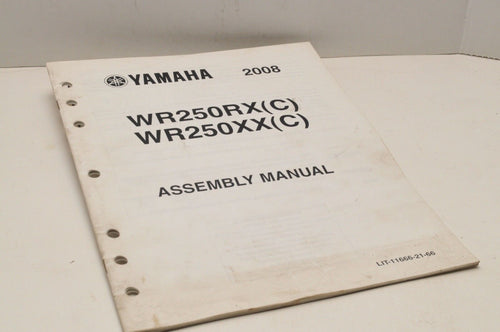 YAMAHA 2008
WR250RX(C)
WR250XX(C)
ASSEMBLY MANUAL
LIT-11666-21-66